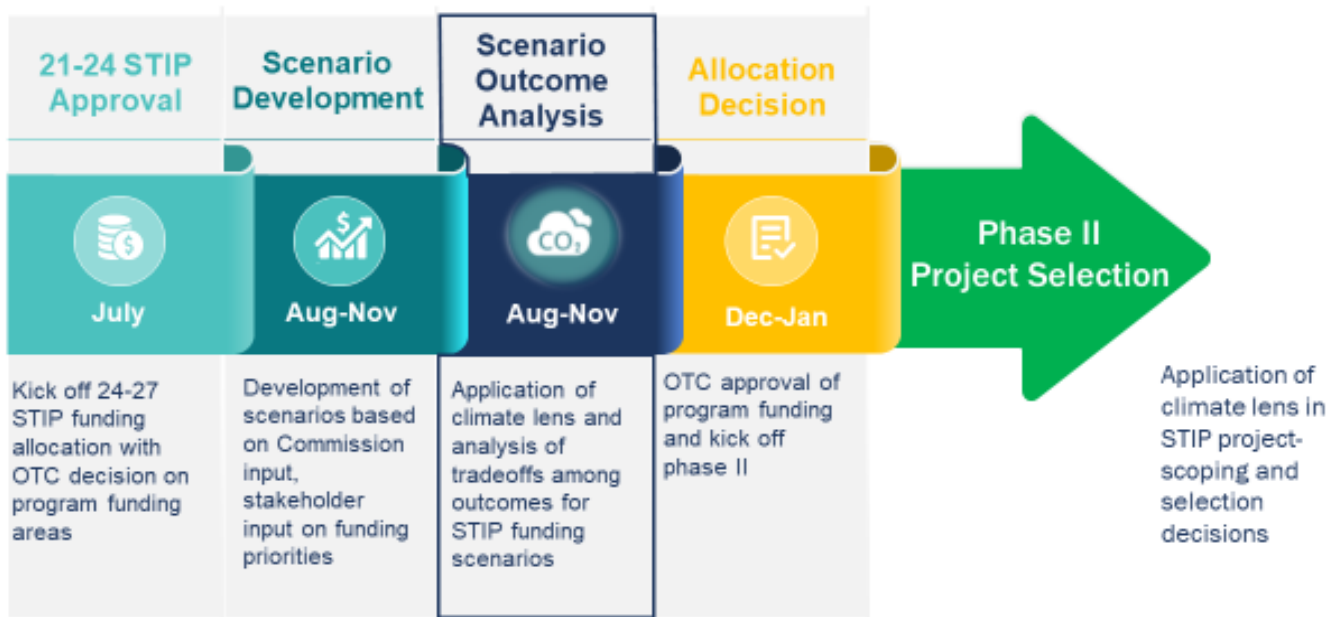 21-24 STIP
Approval
Scenario
Development
Scenario
Outcome
Analysis
Allocation
Decision
$
July
$
Aug-Nov
CO₂
Aug-Nov
Dec-Jan
Phase II
Project Selection
Kick off 24-27
STIP funding
allocation with
OTC decision on
program funding
areas
Development of
scenarios based
on Commission
input,
stakeholder
input on funding
priorities
Application of
climate lens and
analysis of
tradeoffs among
outcomes for
STIP funding
scenarios
OTC approval of
program funding
and kick off
phase II
Application of
climate lens in
STIP project-
scoping and
selection
decisions